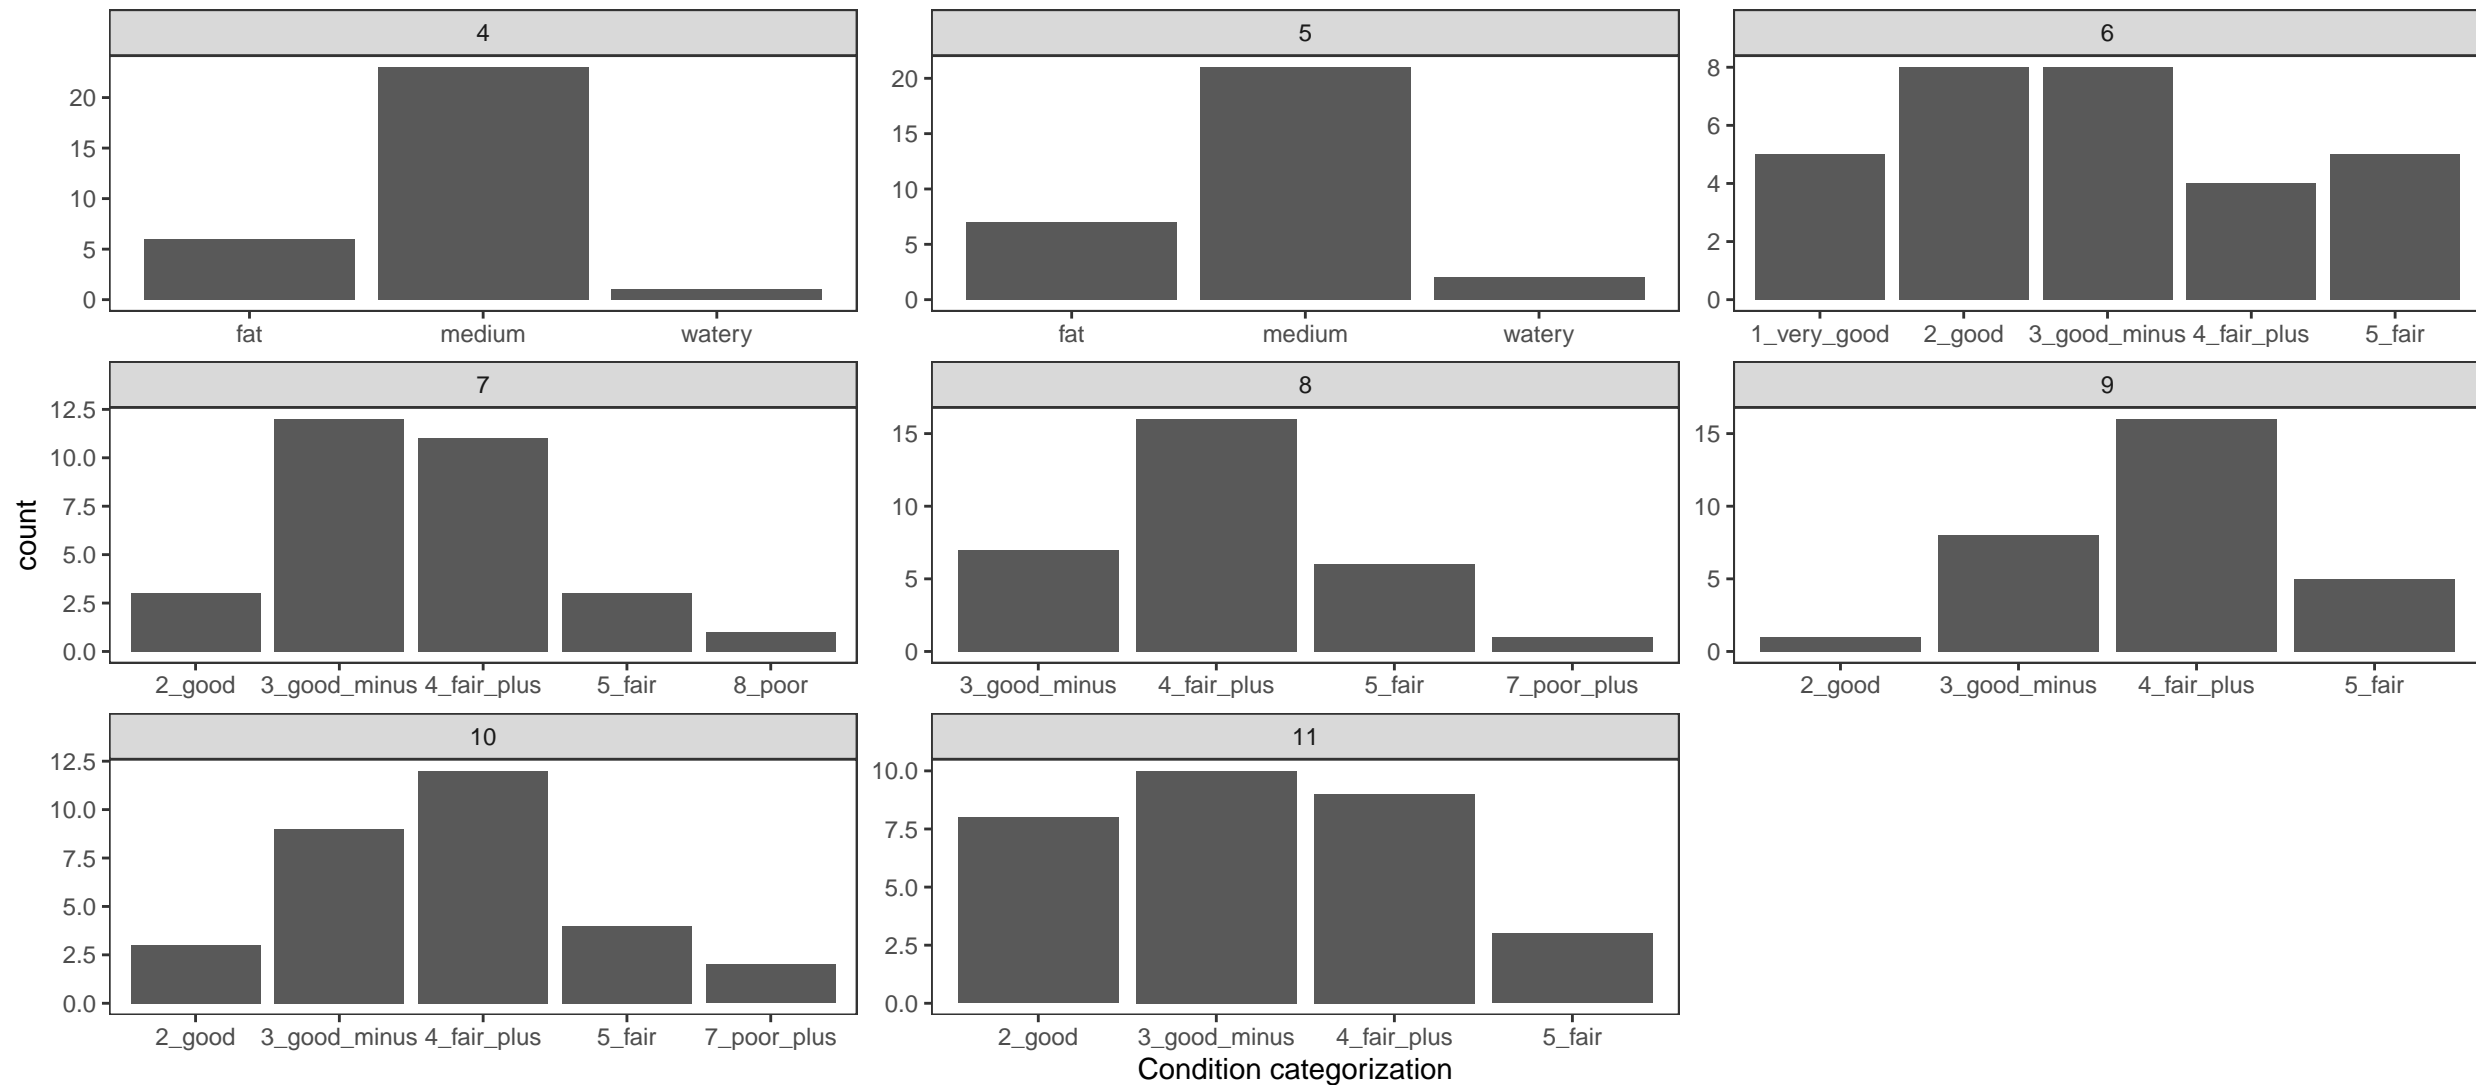 4 5 6
20 15 10 5 0
20 15 10 5 0
8 6 4 2 0
fat medium watery
fat medium watery
1_very_good 2_good 3_good_minus 4_fair_plus 5_fair
7 8 9
12.5 10.0 7.5 5.0 2.5 0.0
15 10 5 0
15 10 5 0
2_good 3_good_minus 4_fair_plus 5_fair 8_poor
3_good_minus 4_fair_plus 5_fair 7_poor_plus
2_good 3_good_minus 4_fair_plus 5_fair
count
10 11
12.5 10.0 7.5 5.0 2.5 0.0
10.0 7.5 5.0 2.5 0.0
2_good 3_good_minus 4_fair_plus 5_fair 7_poor_plus
2_good 3_good_minus 4_fair_plus 5_fair
Condition categorization